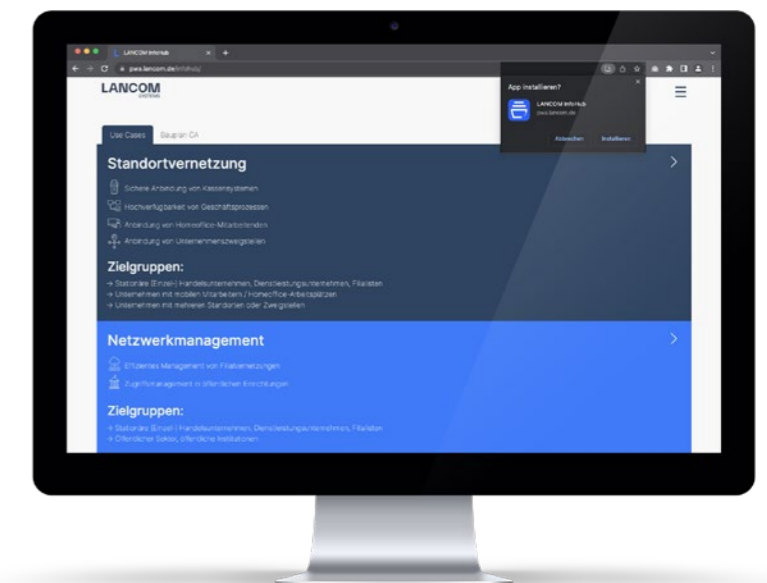 LANCOM InfoHub
pwa.lancom.de/infohub/
LANCOM
SYSTEMS
App installieren?
LANCOM InfoHub
pwa.lancom.de
Abbrechen Installieren
Use Cases Bauplan CA
Standortvernetzung
Sichere Anbindung von Kassensystemen
Hochverfügbarkeit von Geschäftsprozessen
Anbindung von Homeoffice-Mitarbeitenden
Anbindung von Unternehmenszweigstellen
Zielgruppen:
→ Stationäre (Einzel-) Handelsunternehmen, Dienstleistungsunternehmen, Filialisten
→ Unternehmen mit mobilen Mitarbeitern / Homeoffice-Arbeitsplätzen
→ Unternehmen mit mehreren Standorten oder Zweigstellen
Netzwerkmanagement
Effizientes Management von Filialvernetzungen
Zugriffsmanagement in öffentlichen Einrichtungen
Zielgruppen:
→ Stationäre (Einzel-) Handelsunternehmen, Dienstleistungsunternehmen, Filialisten
→ Öffentlicher Sektor, öffentliche Institutionen